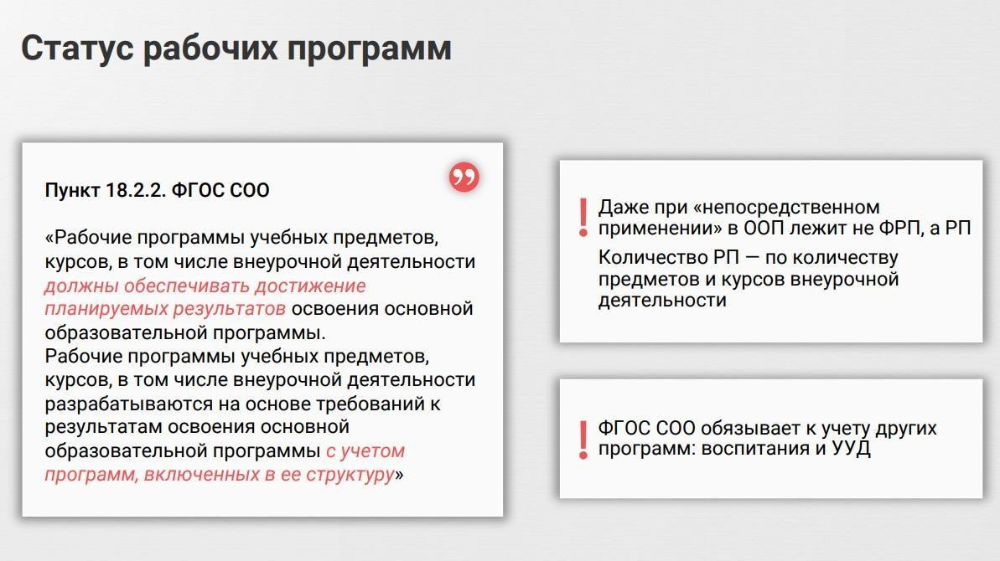 Статус рабочих программ
Пункт 18.2.2. ФГОС СОО
«Рабочие программы учебных предметов,
курсов, в том числе внеурочной деятельности
должны обеспечивать достижение
планируемых результатов освоения основной
образовательной программы.
Рабочие программы учебных предметов,
курсов, в том числе внеурочной деятельности
разрабатываются на основе требований к
результатам освоения основной
образовательной программы с учетом
программ, включенных в ее структуру»
! Даже при «непосредственном
применении» в ООП лежит не ФРП, а РП
Количество РП — по количеству
предметов и курсов внеурочной
деятельности
! ФГОС СОО обязывает к учету других
программ: воспитания и УУД